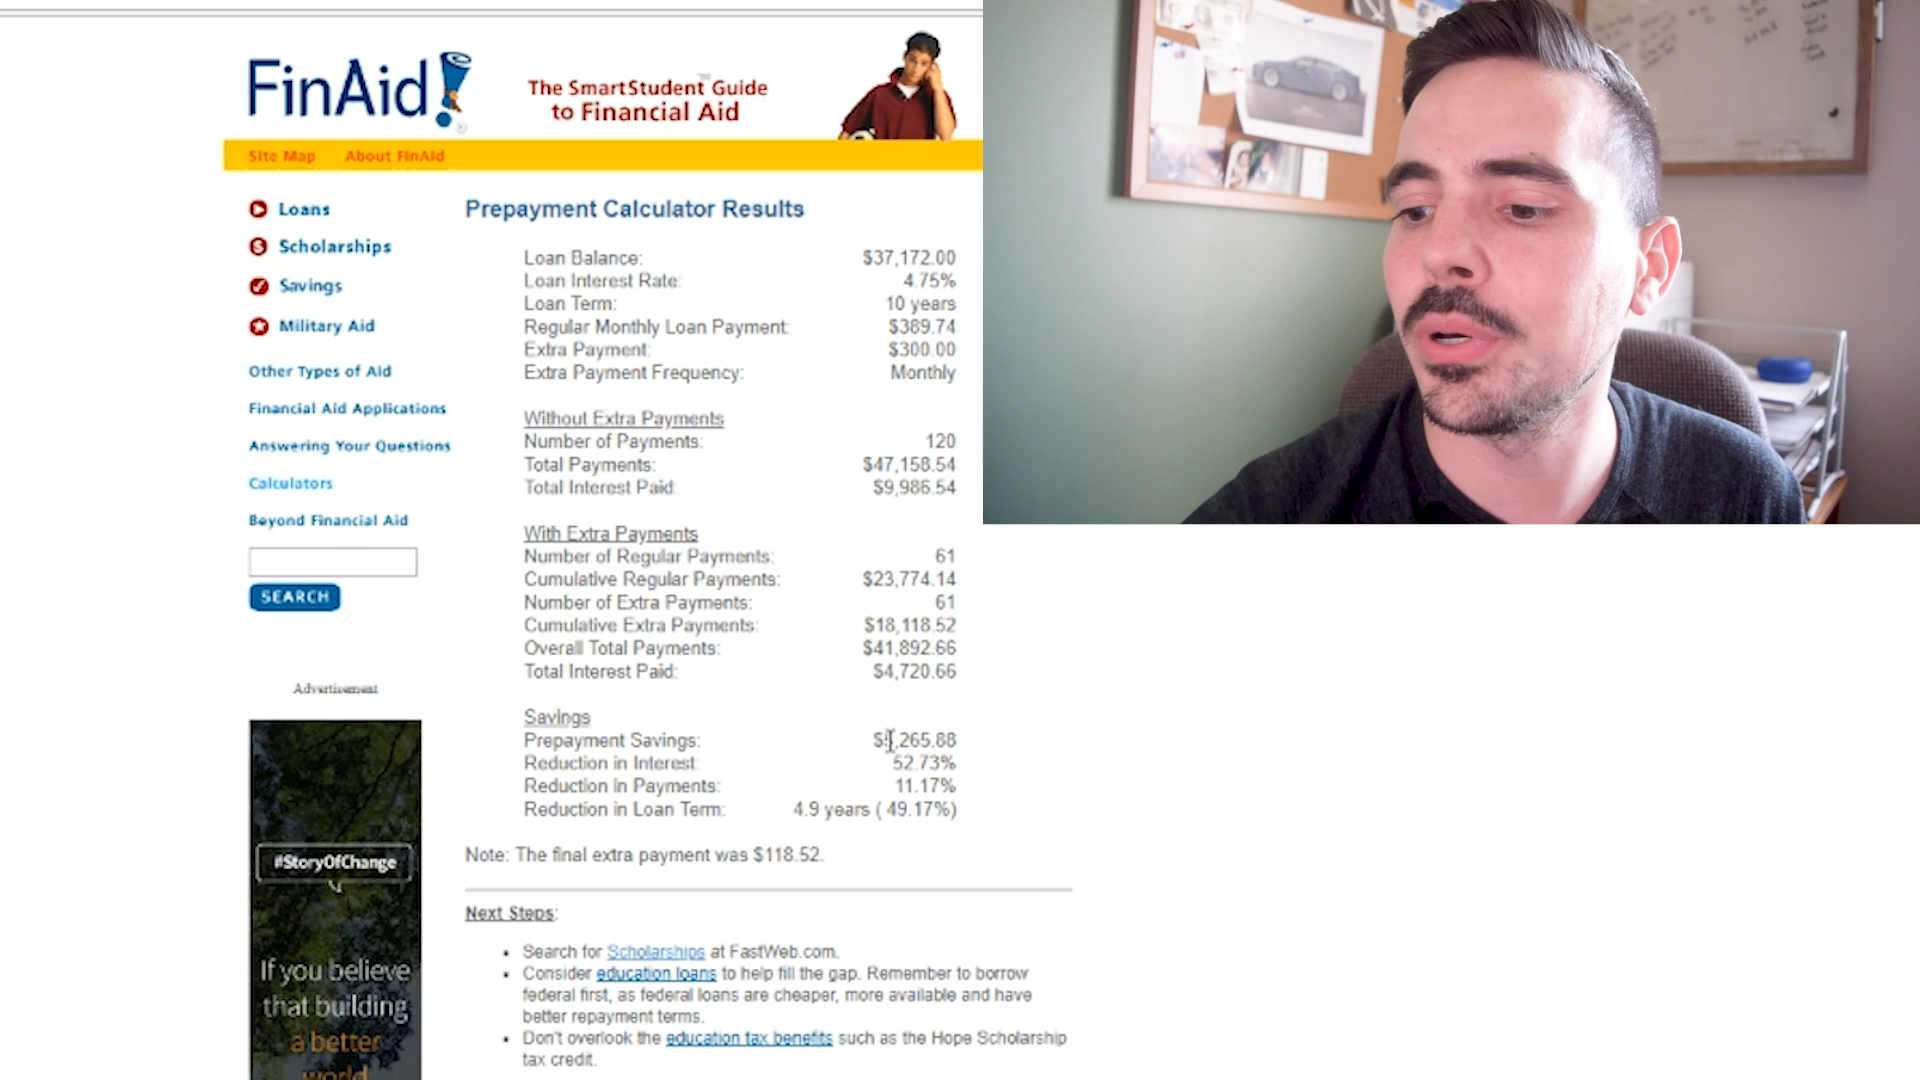 FinAid!
The SmartStudent Guide
to Financial Aid
Site Map About FinAid
Loans
Scholarships
Savings
Military Aid
Other Types of Aid
Financial Aid Applications
Answering Your Questions
Calculators
Beyond Financial Aid
SEARCH
Advertisement
#StoryOfChange
If you believe
that building
a better
world
Prepayment Calculator Results
Loan Balance: $37,172.00
Loan Interest Rate: 4.75%
Loan Term: 10 years
Regular Monthly Loan Payment: $389.74
Extra Payment: $300.00
Extra Payment Frequency: Monthly
Without Extra Payments
Number of Payments: 120
Total Payments: $47,158.54
Total Interest Paid: $9,986.54
With Extra Payments
Number of Regular Payments: 61
Cumulative Regular Payments: $23,774.14
Number of Extra Payments: 61
Cumulative Extra Payments: $18,118.52
Overall Total Payments: $41,892.66
Total Interest Paid: $4,720.66
Savings
Prepayment Savings: $5,265.88
Reduction in Interest: 52.73%
Reduction in Payments: 11.17%
Reduction in Loan Term: 4.9 years ( 49.17%)
Note: The final extra payment was $118.52.
Next Steps:
• Search for Scholarships at FastWeb.com.
• Consider education loans to help fill the gap. Remember to borrow
federal first, as federal loans are cheaper, more available and have
better repayment terms.
• Don't overlook the education tax benefits such as the Hope Scholarship
tax credit.